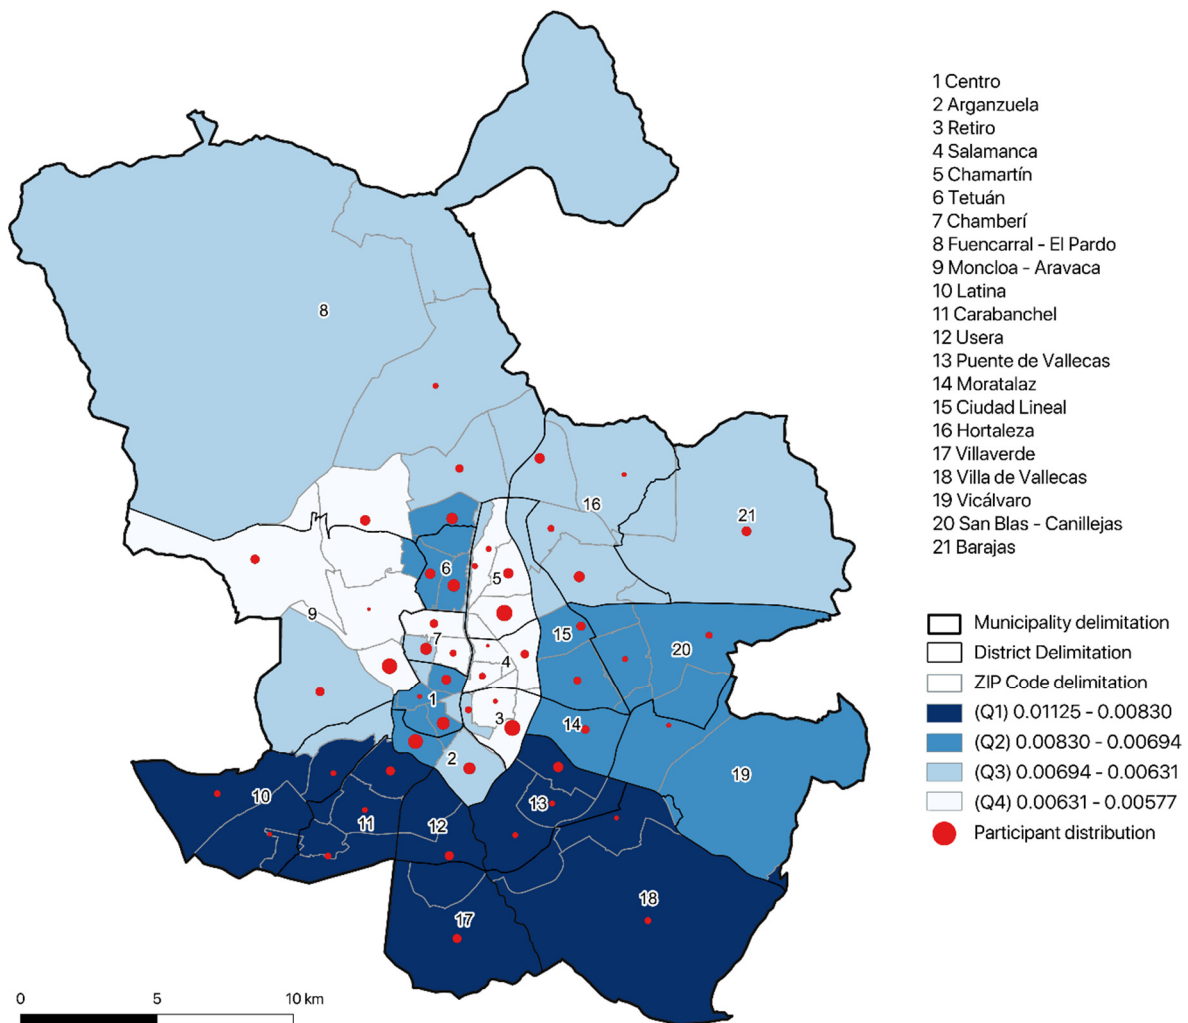 1 Centro
2 Arganzuela
3 Retiro
4 Salamanca
5 Chamartín
6 Tetuán
7 Chamberí
8 Fuencarral - El Pardo
9 Moncloa - Aravaca
10 Latina
11 Carabanchel
12 Usera
13 Puente de Vallecas
14 Moratalaz
15 Ciudad Lineal
16 Hortaleza
17 Villaverde
18 Villa de Vallecas
19 Vicálvaro
20 San Blas - Canillejas
21 Barajas
8
16
21
6
5
9
7
15
20
4
1
3
14
2
19
10
13
11
12
18
17
Municipality delimitation
District Delimitation
ZIP Code delimitation
(Q1) 0.01125 - 0.00830
(Q2) 0.00830 - 0.00694
(Q3) 0.00694 - 0.00631
(Q4) 0.00631 - 0.00577
Participant distribution
0 5 10 km